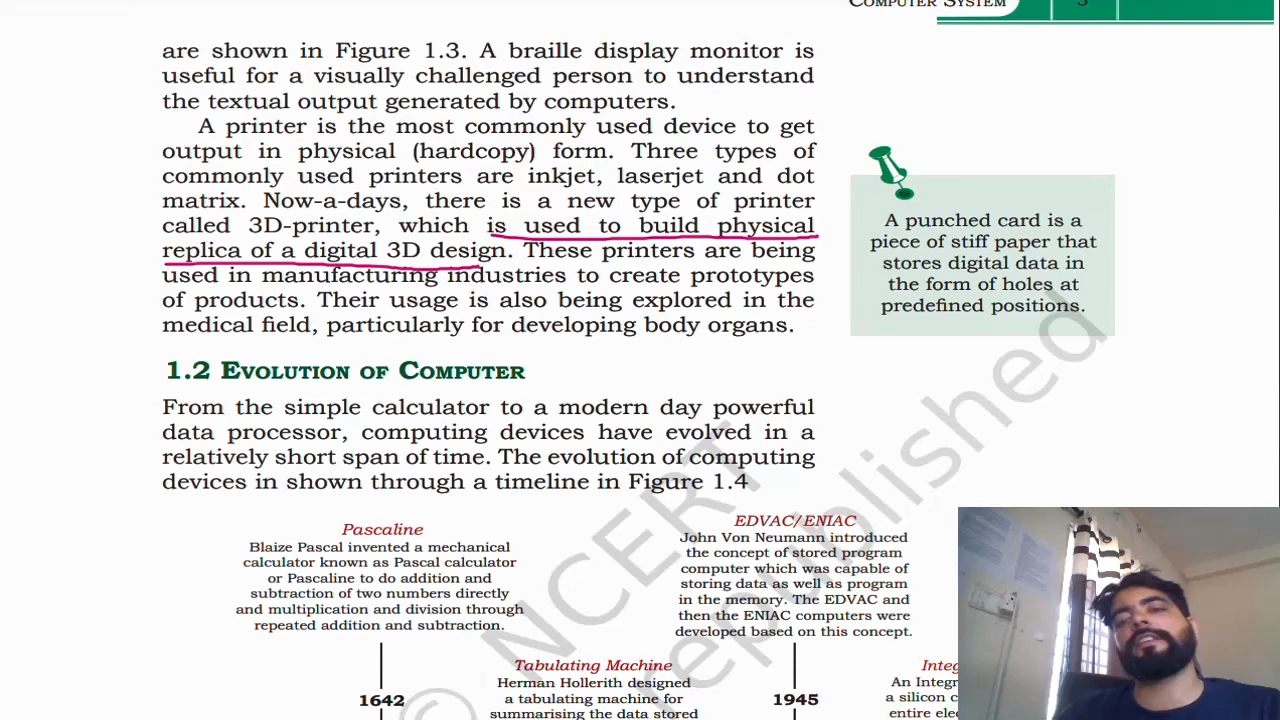 COMPUTER SYSTEM 3
are shown in Figure 1.3. A braille display monitor is
useful for a visually challenged person to understand
the textual output generated by computers.
A printer is the most commonly used device to get
output in physical (hardcopy) form. Three types of
commonly used printers are inkjet, laserjet and dot
matrix. Now-a-days, there is a new type of printer
called 3D-printer, which is used to build physical
replica of a digital 3D design. These printers are being
used in manufacturing industries to create prototypes
of products. Their usage is also being explored in the
medical field, particularly for developing body organs.
A punched card is a
piece of stiff paper that
stores digital data in
the form of holes at
predefined positions.
1.2 EVOLUTION OF COMPUTER
From the simple calculator to a modern day powerful
data processor, computing devices have evolved in a
relatively short span of time. The evolution of computing
devices in shown through a timeline in Figure 1.4
Pascaline
Blaize Pascal invented a mechanical
calculator known as Pascal calculator
or Pascaline to do addition and
subtraction of two numbers directly
and multiplication and division through
repeated addition and subtraction.
1642
Tabulating Machine
Herman Hollerith designed
a tabulating machine for
summarising the data stored
EDVAC/ENIAC
John Von Neumann introduced
the concept of stored program
computer which was capable of
storing data as well as program
in the memory. The EDVAC and
then the ENIAC computers were
developed based on this concept.
1945
An
a silicon
entire
© NCERT
republished